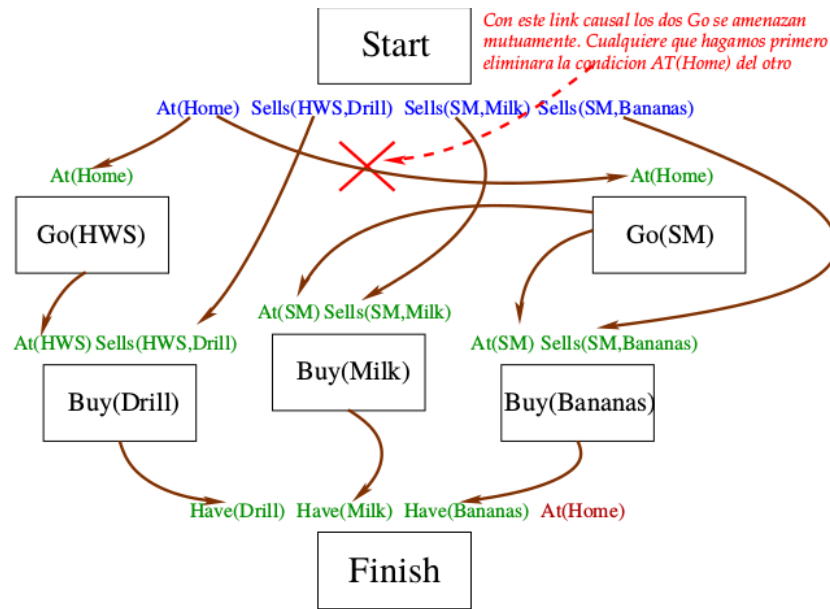 Start
Con este link causal los dos Go se amenazan
mutuamente. Cualquiere que hagamos primero
eliminara la condicion AT(Home) del otro
At(Home) Sells(HWS,Drill) Sells(SM,Milk) Sells(SM,Bananas)
At(Home)
At(Home)
Go(HWS)
Go(SM)
At(SM) Sells(SM,Milk)
At(HWS) Sells(HWS,Drill)
At(SM) Sells(SM,Bananas)
Buy(Drill)
Buy(Milk)
Buy(Bananas)
Have(Drill) Have(Milk) Have(Bananas) At(Home)
Finish